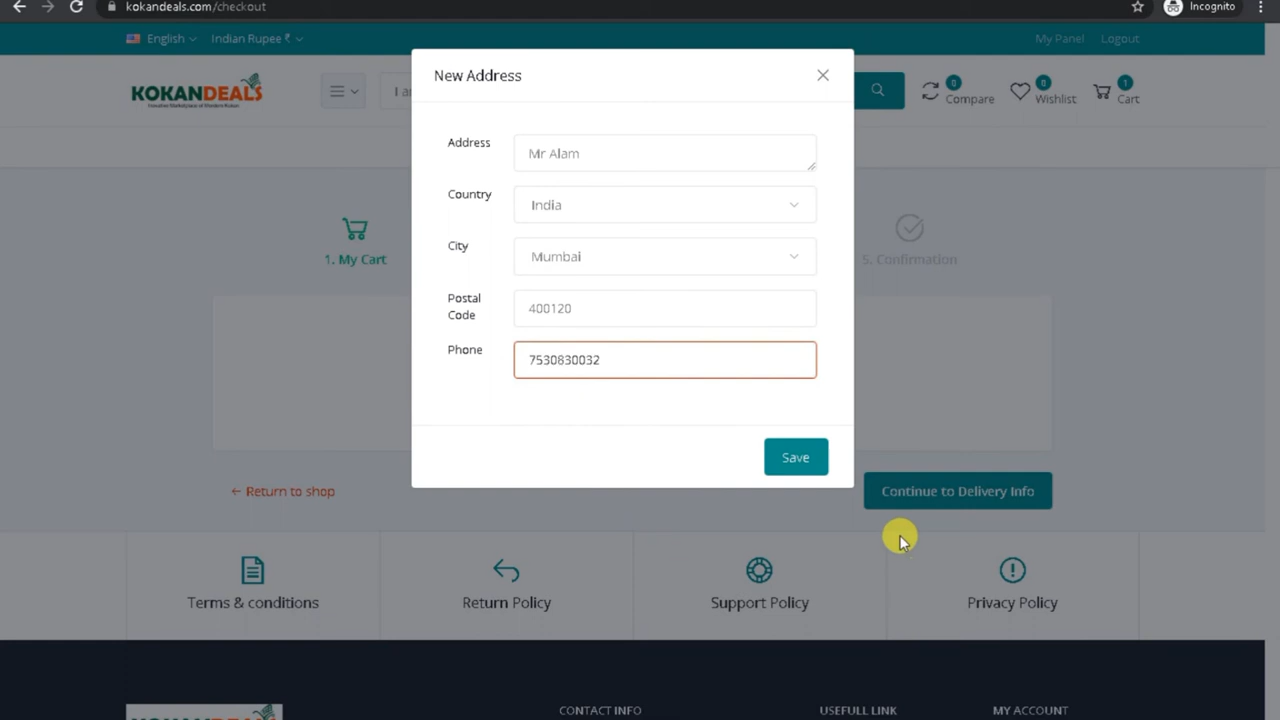 kokandeals.com/checkout
Incognito
English
Indian Rupee ₹
My Panel
Logout
KOKANDEALS
I a
Compare
0
Wishlist
0
Cart
1
New Address
Address
Mr Alam
Country
India
City
Mumbai
Postal
Code
400120
Phone
7530830032
Save
1. My Cart
5. Confirmation
← Return to shop
Continue to Delivery Info
Terms & conditions
Return Policy
Support Policy
Privacy Policy
CONTACT INFO
USEFULL LINK
MY ACCOUNT